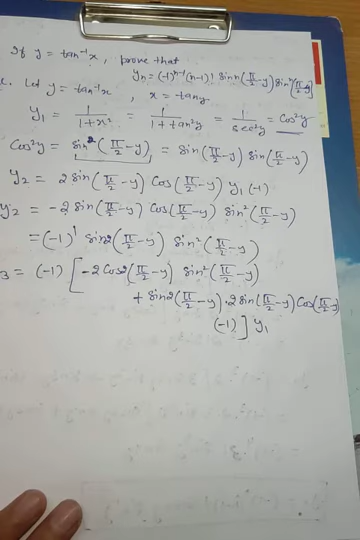 If y = tan⁻¹x, prove that
yₙ = (-1)ⁿ⁻¹ (n-1)! sin n(π/2 - y) sinⁿ(π/2 - y)
Let y = tan⁻¹x, x = tan y
y₁ = 1/(1+x²) = 1/(1+tan²y) = 1/sec²y = cos²y
Cos²y = sin²(π/2 - y) = sin(π/2 - y) sin(π/2 - y)
y₂ = 2 sin(π/2 - y) Cos(π/2 - y) y₁ (-1)
y₂ = -2 sin(π/2 - y) Cos(π/2 - y) sin²(π/2 - y)
= (-1)¹ sin2(π/2 - y) sin²(π/2 - y)
3 = (-1) [ -2 Cos2(π/2 - y) sin²(π/2 - y)
+ sin2(π/2 - y) . 2 sin(π/2 - y) Cos(π/2 - y)
(-1) ] y₁